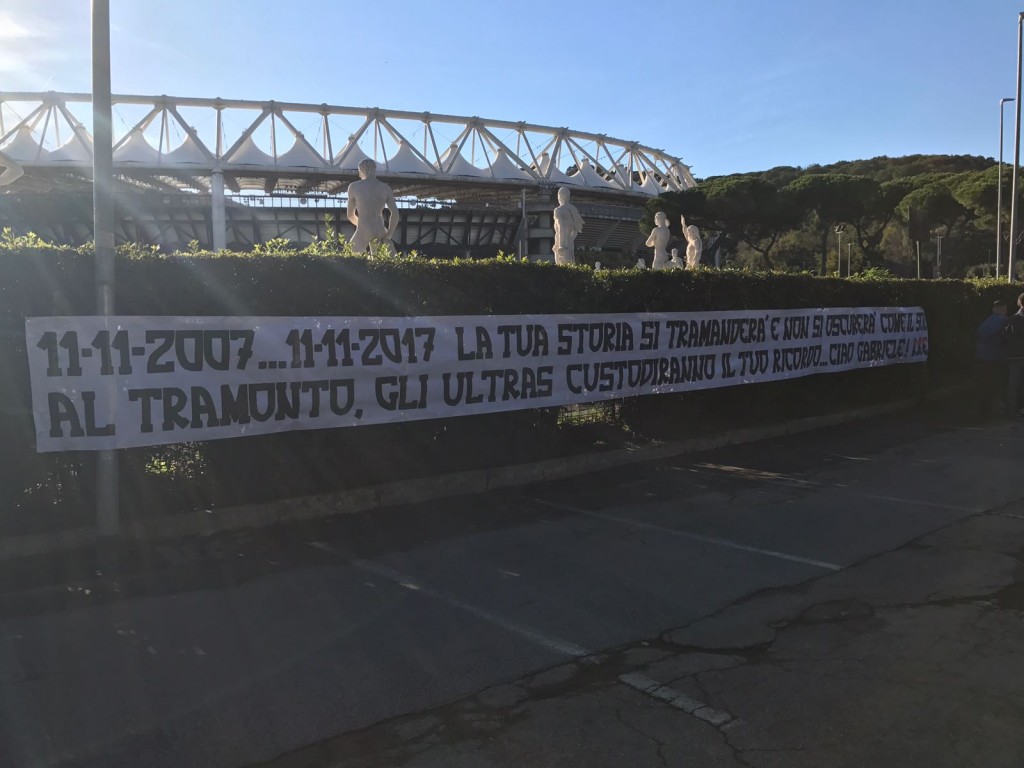 11-11-2007...11-11-2017 LA TUA STORIA SI TRAMANDERA' E NON SI OSCURERA' COME IL SOL
AL TRAMONTO, GLI ULTRAS CUSTODIRANNO IL TUO RICORDO...CIAO GABRIELE!